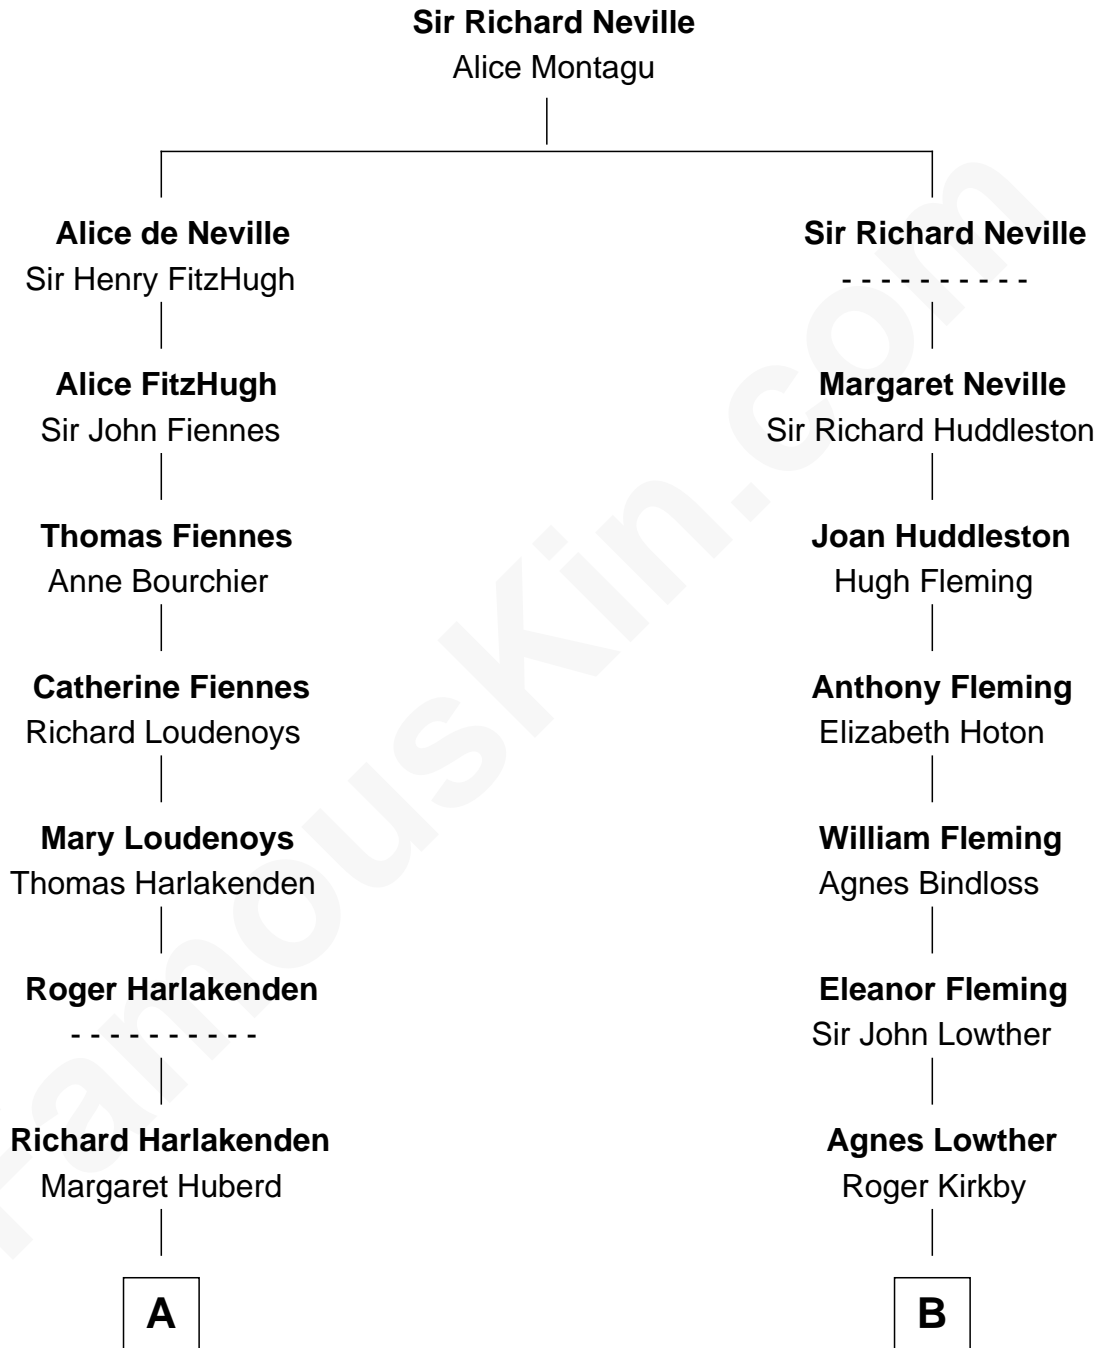 Sir Richard Neville
Alice Montagu
Alice de Neville
Sir Henry FitzHugh
Sir Richard Neville
- - - - - - - - - -
Alice FitzHugh
Sir John Fiennes
Margaret Neville
Sir Richard Huddleston
Thomas Fiennes
Anne Bourchier
Joan Huddleston
Hugh Fleming
Catherine Fiennes
Richard Loudenoys
Anthony Fleming
Elizabeth Hoton
Mary Loudenoys
Thomas Harlakenden
William Fleming
Agnes Bindloss
Roger Harlakenden
- - - - - - - - - -
Eleanor Fleming
Sir John Lowther
Richard Harlakenden
Margaret Huberd
Agnes Lowther
Roger Kirkby
A
B
FamousKin.com